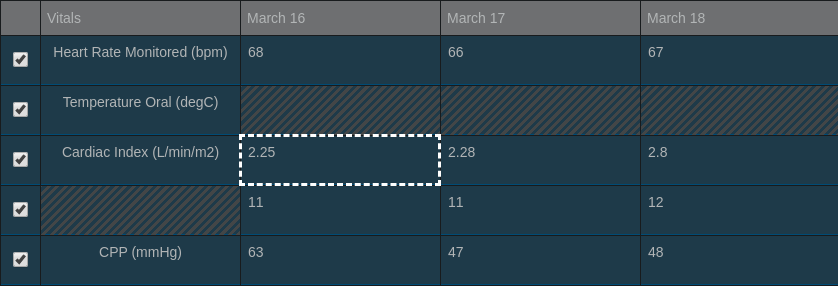 Vitals March 16 March 17 March 18
Heart Rate Monitored (bpm) 68 66 67
Temperature Oral (degC)
Cardiac Index (L/min/m2) 2.25 2.28 2.8
11 11 12
CPP (mmHg) 63 47 48